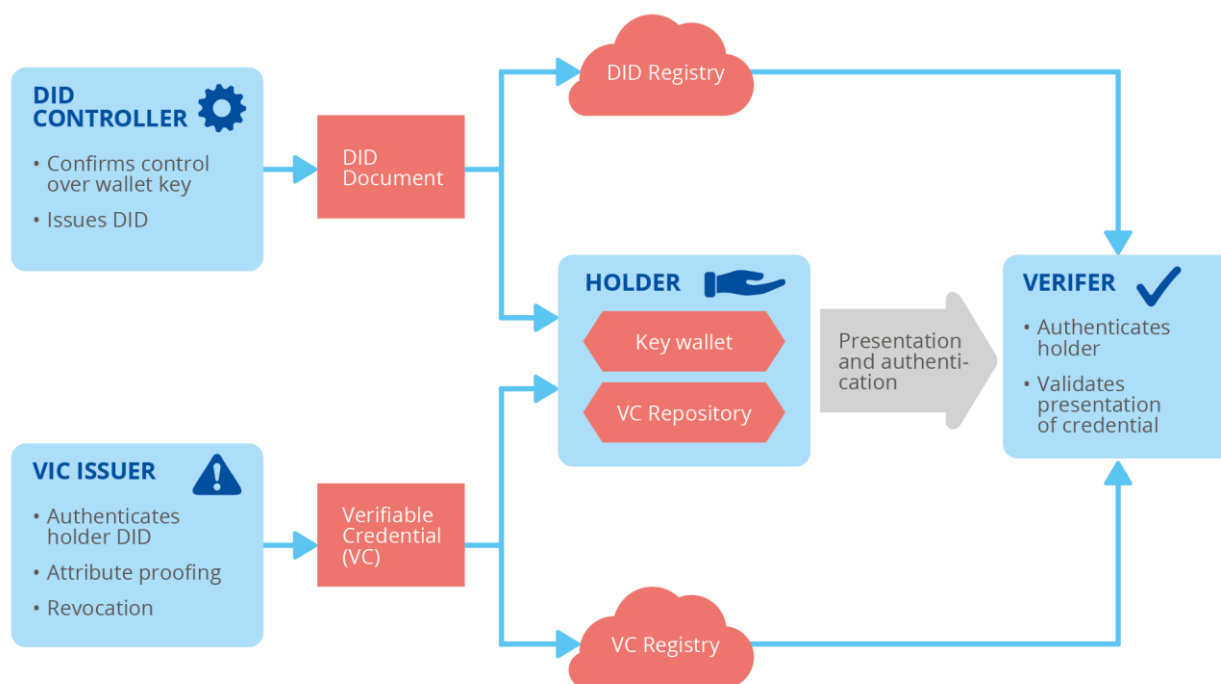 DID
CONTROLLER
• Confirms control
over wallet key
• Issues DID
DID
Document
DID Registry
HOLDER
Key wallet
VC Repository
Presentation
and authenti-
cation
VERIFER
• Authenticates
holder
• Validates
presentation
of credential
VIC ISSUER
• Authenticates
holder DID
• Attribute proofing
• Revocation
Verifiable
Credential
(VC)
VC Registry